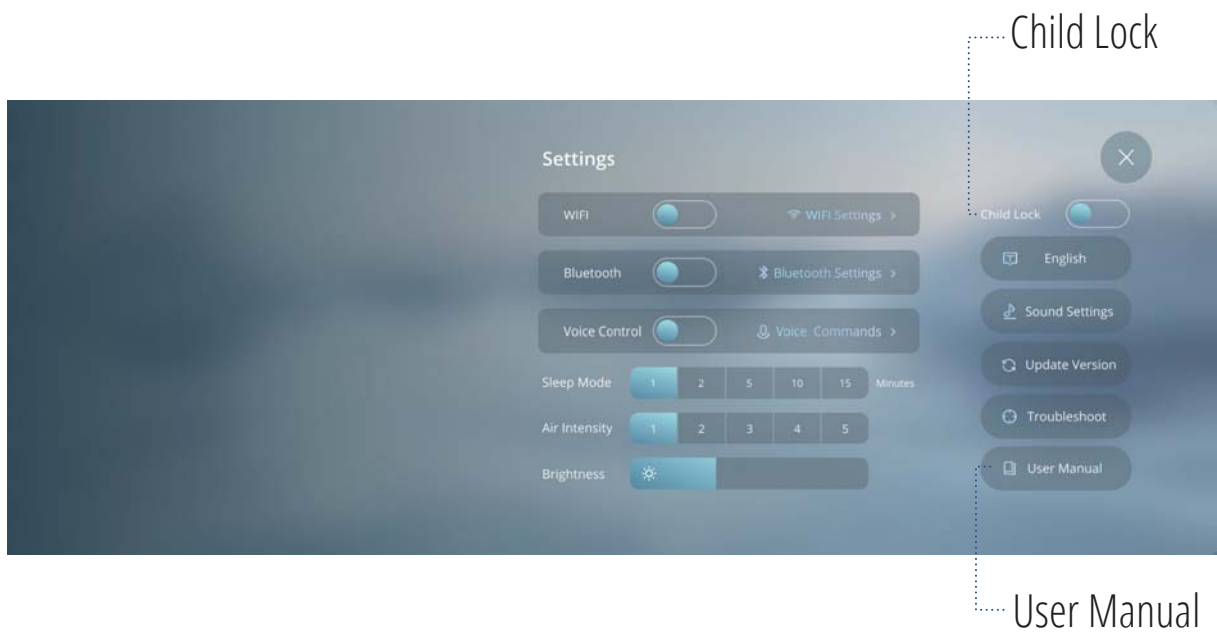 Child Lock
Settings
WIFI
WIFI Settings >
Bluetooth
Bluetooth Settings >
Voice Control
Voice Commands >
Sleep Mode
1 2 5 10 15 Minutes
Air Intensity
1 2 3 4 5
Brightness
Child Lock
English
Sound Settings
Update Version
Troubleshoot
User Manual
User Manual